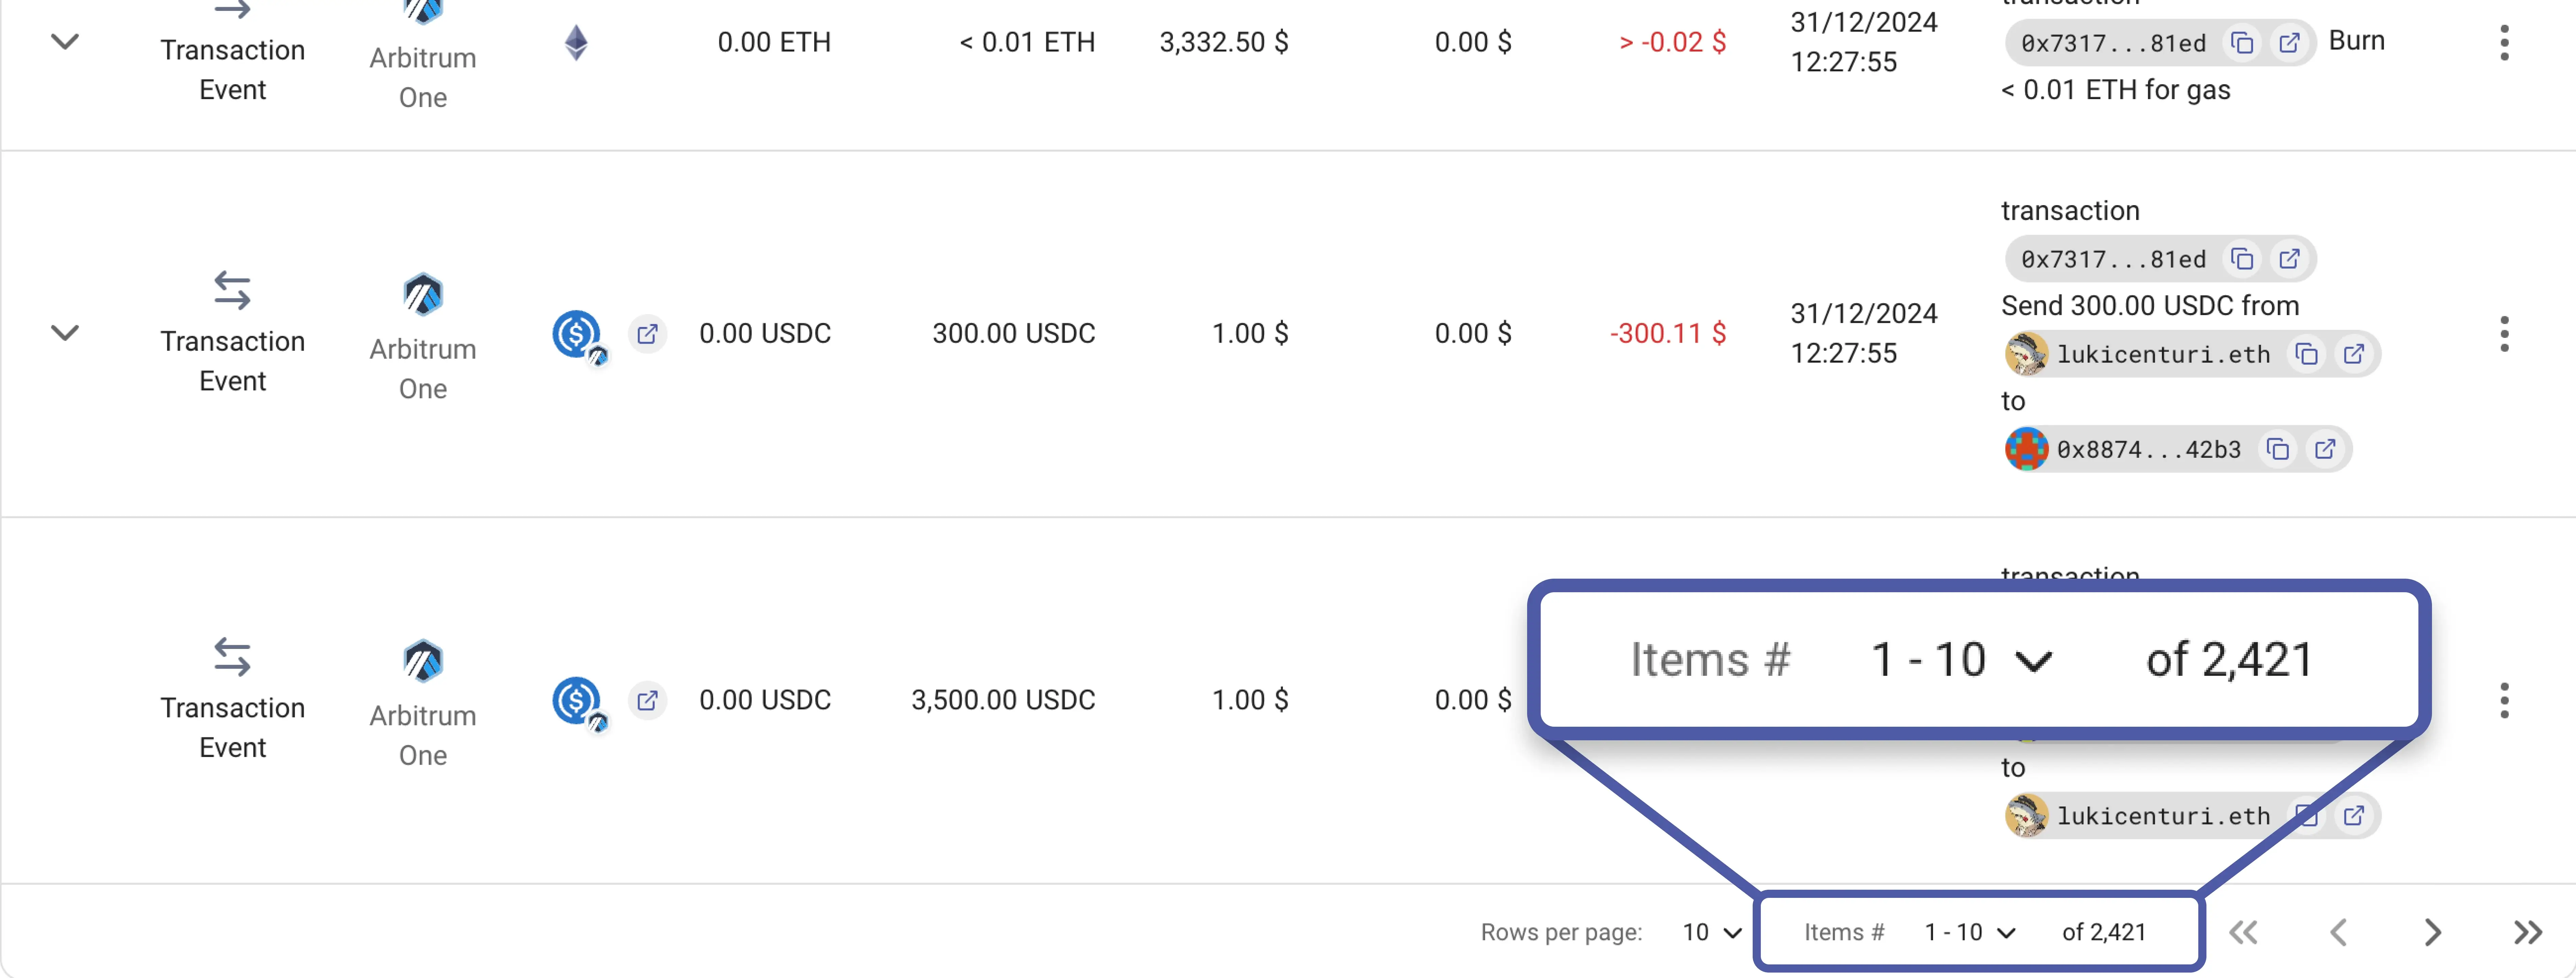 transaction
Transaction
Event
Arbitrum
One
0.00 ETH
< 0.01 ETH
3,332.50 $
0.00 $
> -0.02 $
31/12/2024
12:27:55
0x7317...81ed
Burn
< 0.01 ETH for gas
Transaction
Event
Arbitrum
One
0.00 USDC
300.00 USDC
1.00 $
0.00 $
-300.11 $
31/12/2024
12:27:55
transaction
0x7317...81ed
Send 300.00 USDC from
lukicenturi.eth
to
0x8874...42b3
Transaction
Event
Arbitrum
One
0.00 USDC
3,500.00 USDC
1.00 $
0.00 $
transaction
Items # 1 - 10 of 2,421
to
lukicenturi.eth
Rows per page: 10
Items # 1 - 10 of 2,421